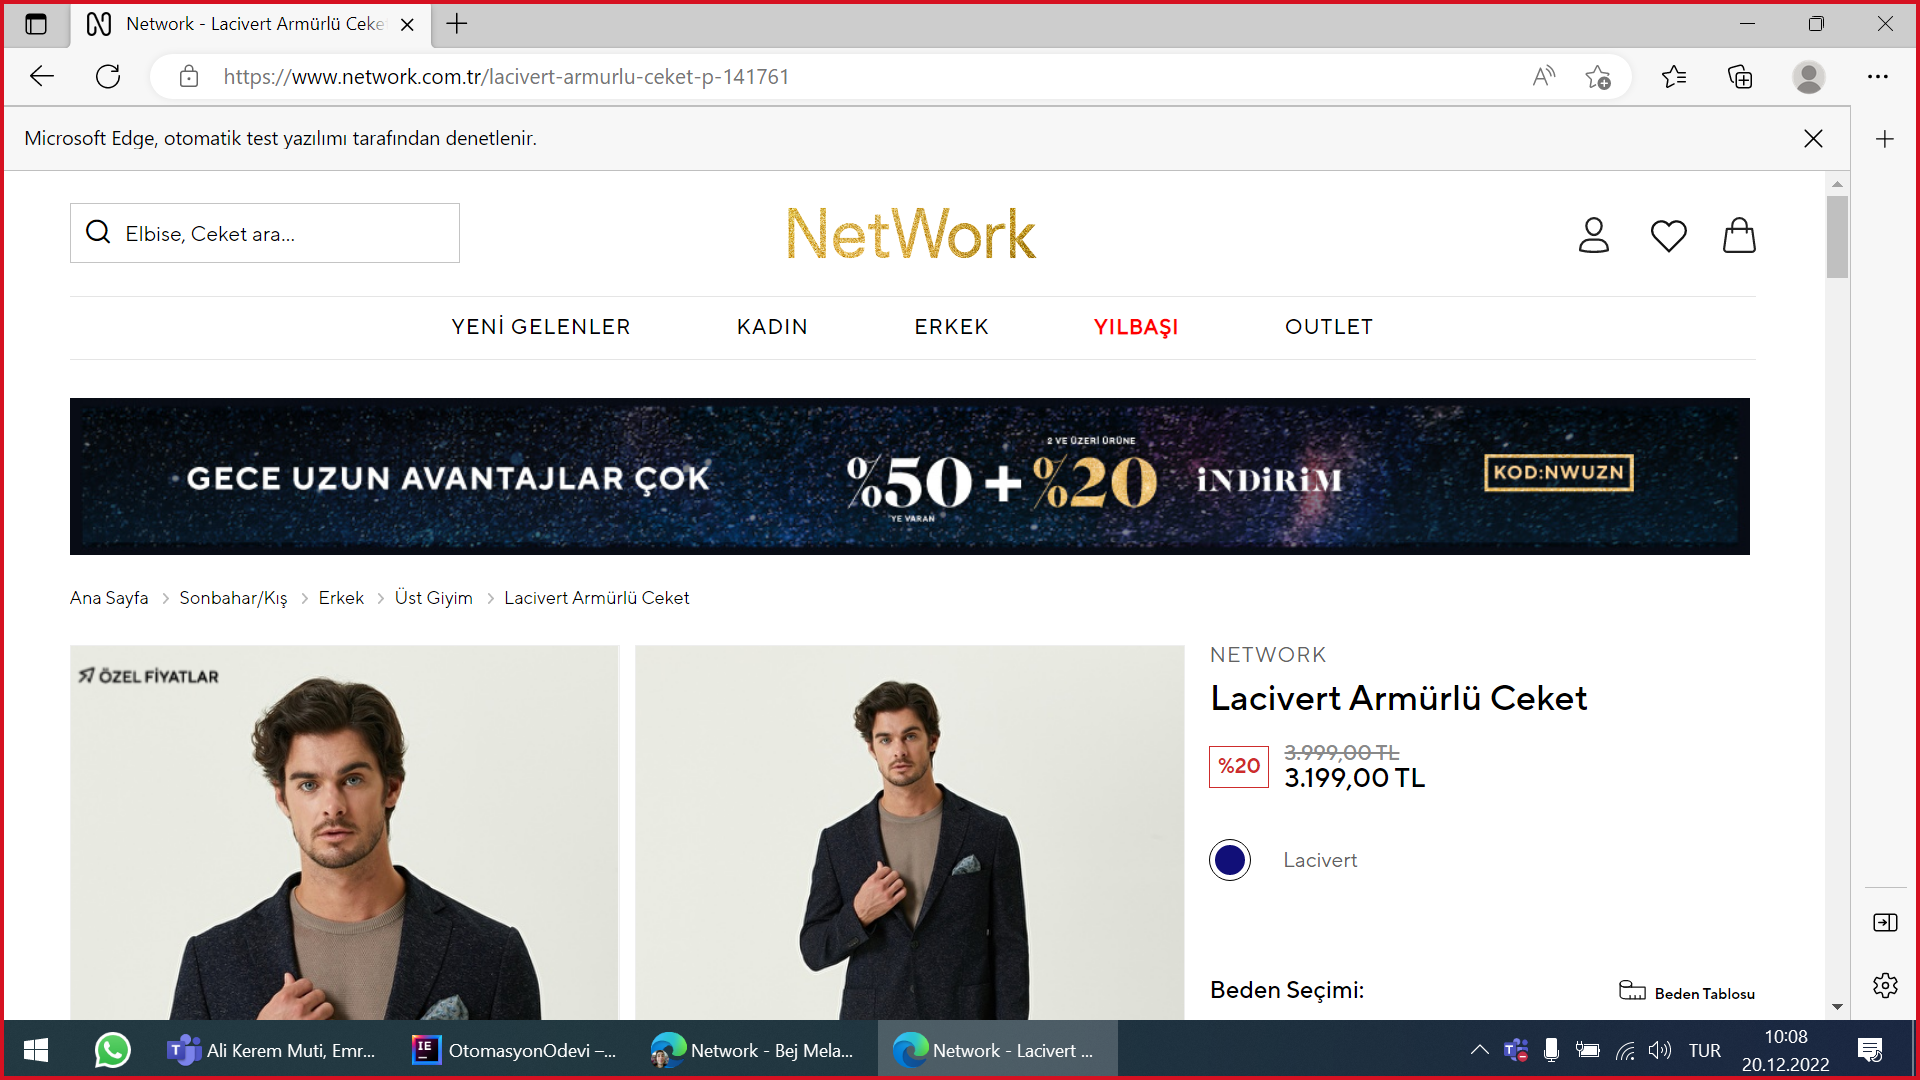 Network - Lacivert Armürlü Ceke
https://www.network.com.tr/lacivert-armurlu-ceket-p-141761
Microsoft Edge, otomatik test yazılımı tarafından denetlenir.
Elbise, Ceket ara...
NetWork
YENİ GELENLER
KADIN
ERKEK
YILBAŞI
OUTLET
GECE UZUN AVANTAJLAR ÇOK
2 VE ÜZERİ ÜRÜNE
%50 + %20 İNDİRİM
YE VARAN
KOD:NWUZN
Ana Sayfa > Sonbahar/Kış > Erkek > Üst Giyim > Lacivert Armürlü Ceket
ÖZEL FİYATLAR
NETWORK
Lacivert Armürlü Ceket
%20
3.999,00 TL
3.199,00 TL
Lacivert
Beden Seçimi:
Beden Tablosu
Ali Kerem Muti, Emr...
OtomasyonOdevi –...
Network - Bej Mela...
Network - Lacivert ...
TUR
10:08
20.12.2022